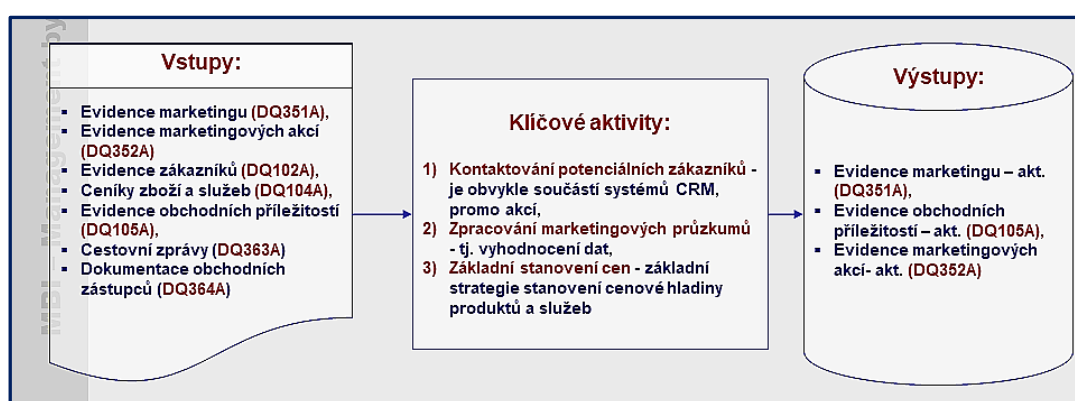 MBI – Management by
Vstupy:
▪ Evidence marketingu (DQ351A),
▪ Evidence marketingových akcí
(DQ352A)
▪ Evidence zákazníků (DQ102A),
▪ Ceníky zboží a služeb (DQ104A),
▪ Evidence obchodních příležitostí
(DQ105A),
▪ Cestovní zprávy (DQ363A)
▪ Dokumentace obchodních
zástupců (DQ364A)
Klíčové aktivity:
1) Kontaktování potenciálních zákazníků -
je obvykle součástí systémů CRM,
promo akcí,
2) Zpracování marketingových průzkumů
- tj. vyhodnocení dat,
3) Základní stanovení cen - základní
strategie stanovení cenové hladiny
produktů a služeb
Výstupy:
▪ Evidence marketingu – akt.
(DQ351A),
▪ Evidence obchodních
příležitostí – akt. (DQ105A),
▪ Evidence marketingových
akcí- akt. (DQ352A)